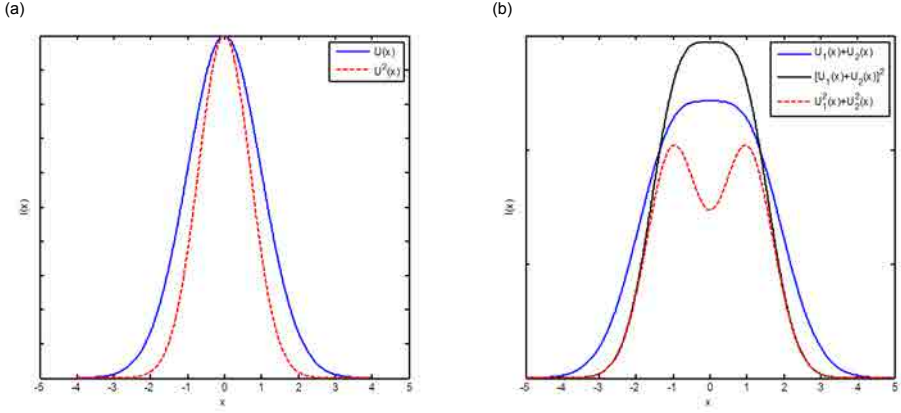 (a)
U(x)
U²(x)
I(x)
-5 -4 -3 -2 -1 0 1 2 3 4 5
x
(b)
U₁(x)+U₂(x)
[U₁(x)+U₂(x)]²
U₁²(x)+U₂²(x)
I(x)
-5 -4 -3 -2 -1 0 1 2 3 4 5
x